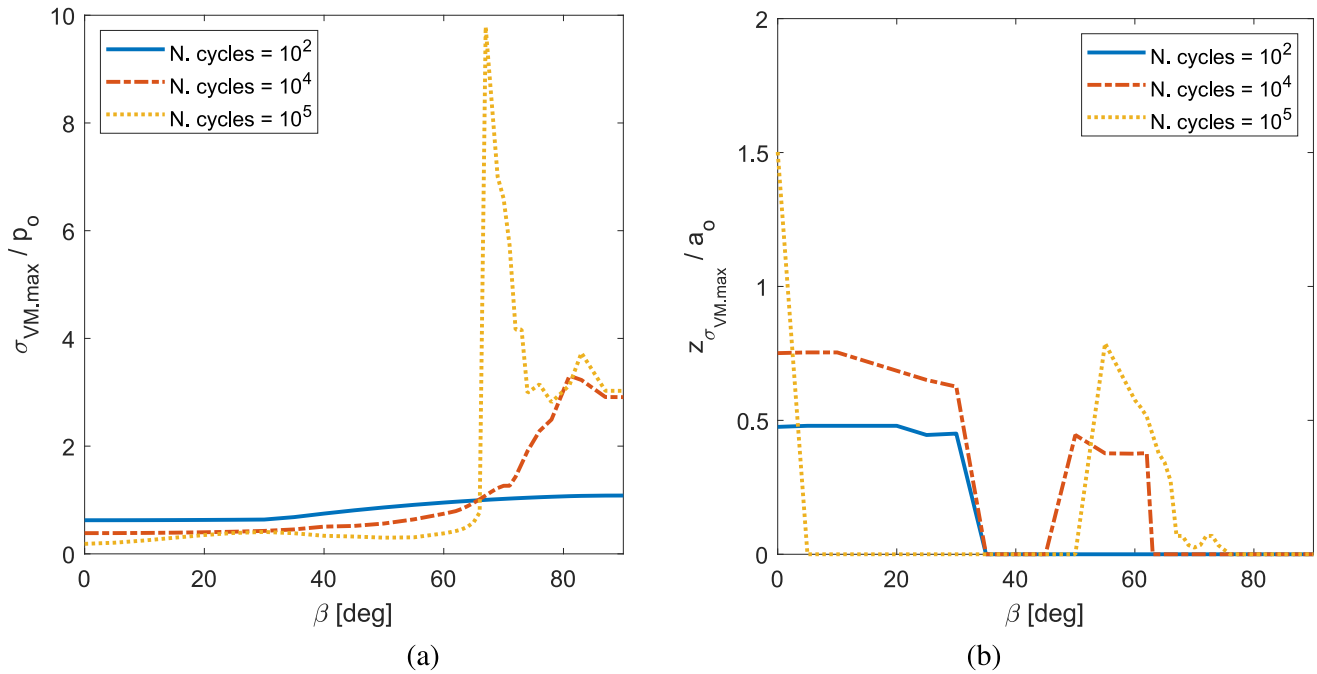 10
8
6
4
2
0
σVM.max / po
N. cycles = 10²
N. cycles = 10⁴
N. cycles = 10⁵
0 20 40 60 80
β [deg]
(a)
2
1.5
1
0.5
0
zσVM.max / ao
N. cycles = 10²
N. cycles = 10⁴
N. cycles = 10⁵
0 20 40 60 80
β [deg]
(b)